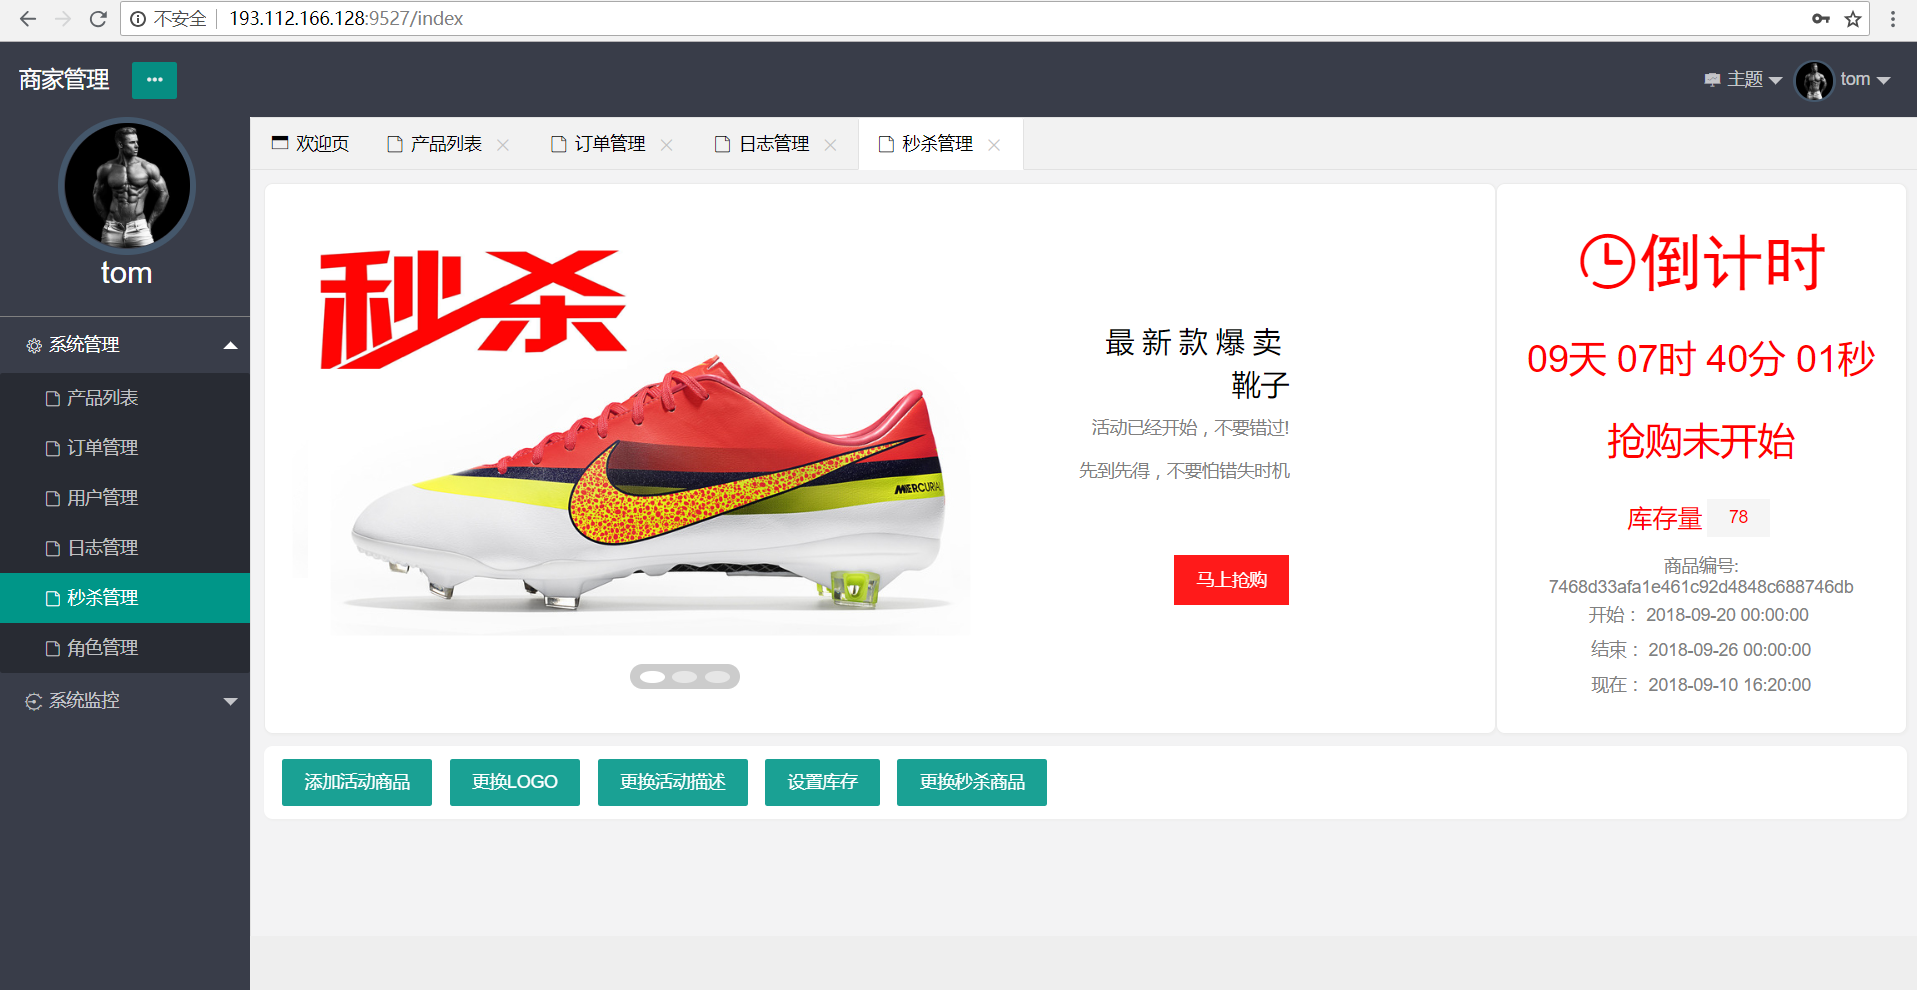 不安全 193.112.166.128:9527/index
商家管理
主题
tom
tom
系统管理
产品列表
订单管理
用户管理
日志管理
秒杀管理
角色管理
系统监控
欢迎页
产品列表
订单管理
日志管理
秒杀管理
秒杀
MERCURIAL
最新款爆卖
靴子
活动已经开始，不要错过!
先到先得，不要怕错失时机
马上抢购
倒计时
09天 07时 40分 01秒
抢购未开始
库存量 78
商品编号:
7468d33afa1e461c92d4848c688746db
开始： 2018-09-20 00:00:00
结束： 2018-09-26 00:00:00
现在： 2018-09-10 16:20:00
添加活动商品
更换LOGO
更换活动描述
设置库存
更换秒杀商品